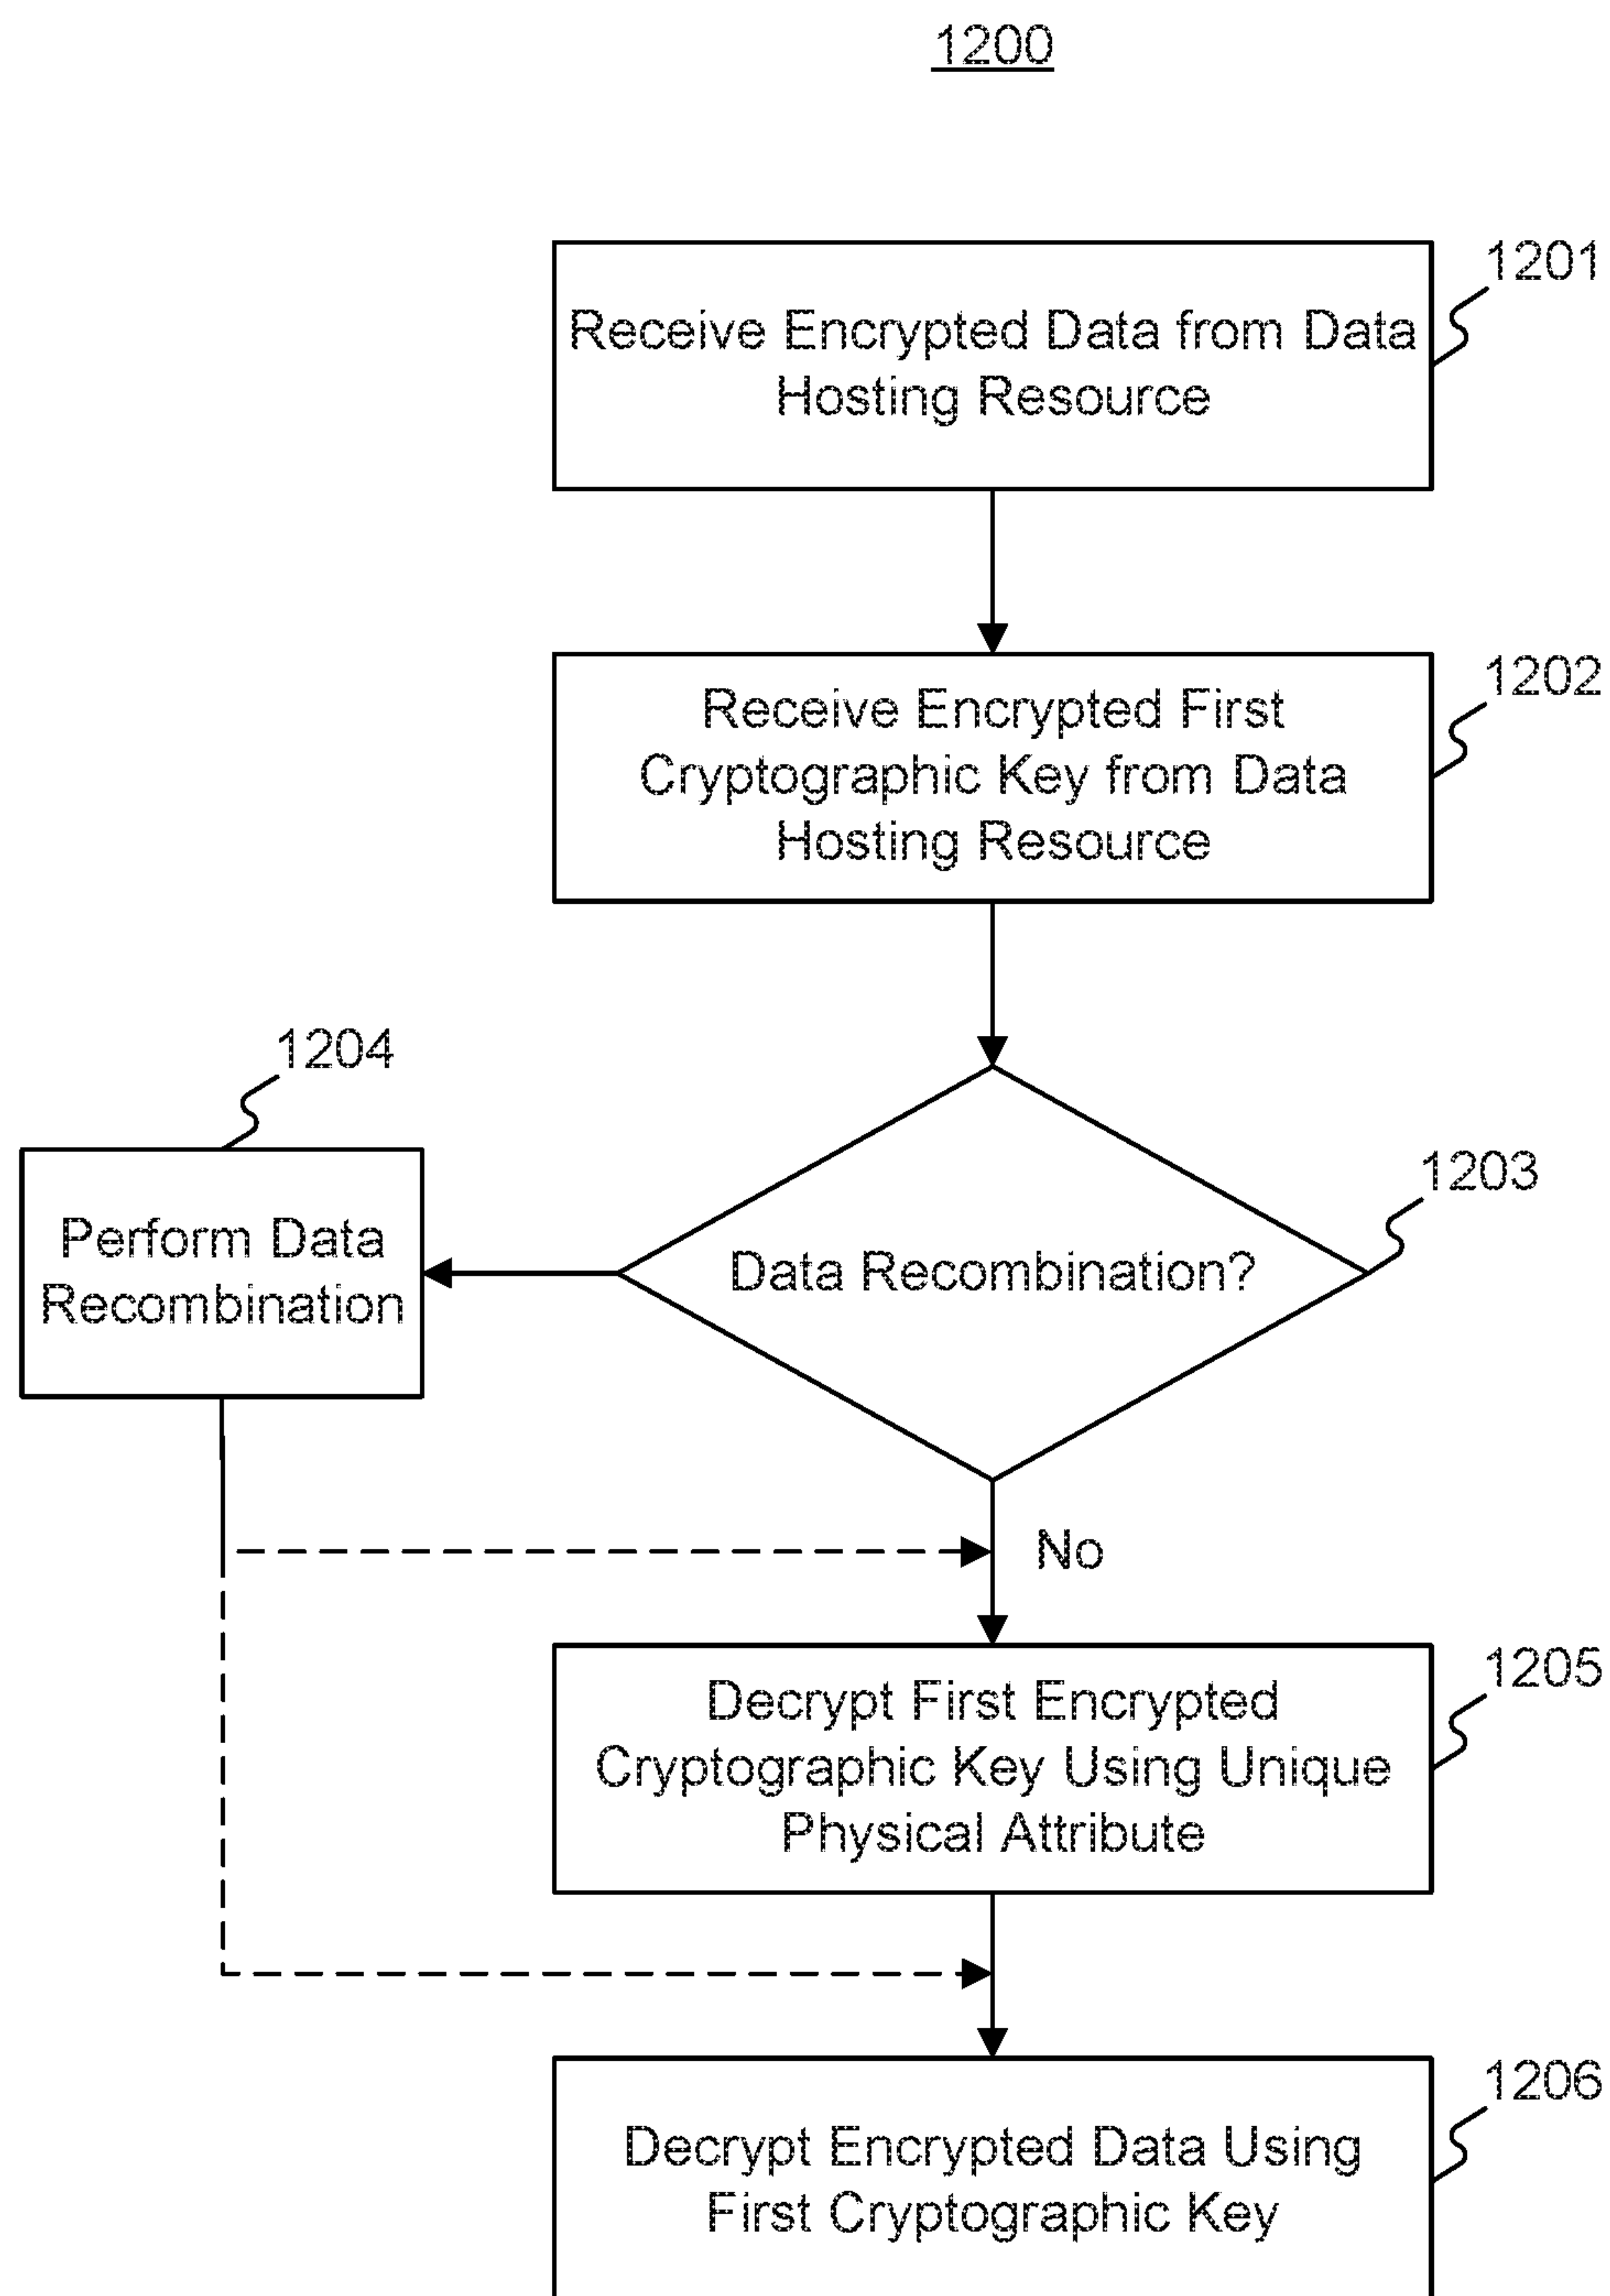 1200
1201
Receive Encrypted Data from Data
Hosting Resource
1202
Receive Encrypted First
Cryptographic Key from Data
Hosting Resource
1204
Perform Data
Recombination
1203
Data Recombination?
No
1205
Decrypt First Encrypted
Cryptographic Key Using Unique
Physical Attribute
1206
Decrypt Encrypted Data Using
First Cryptographic Key